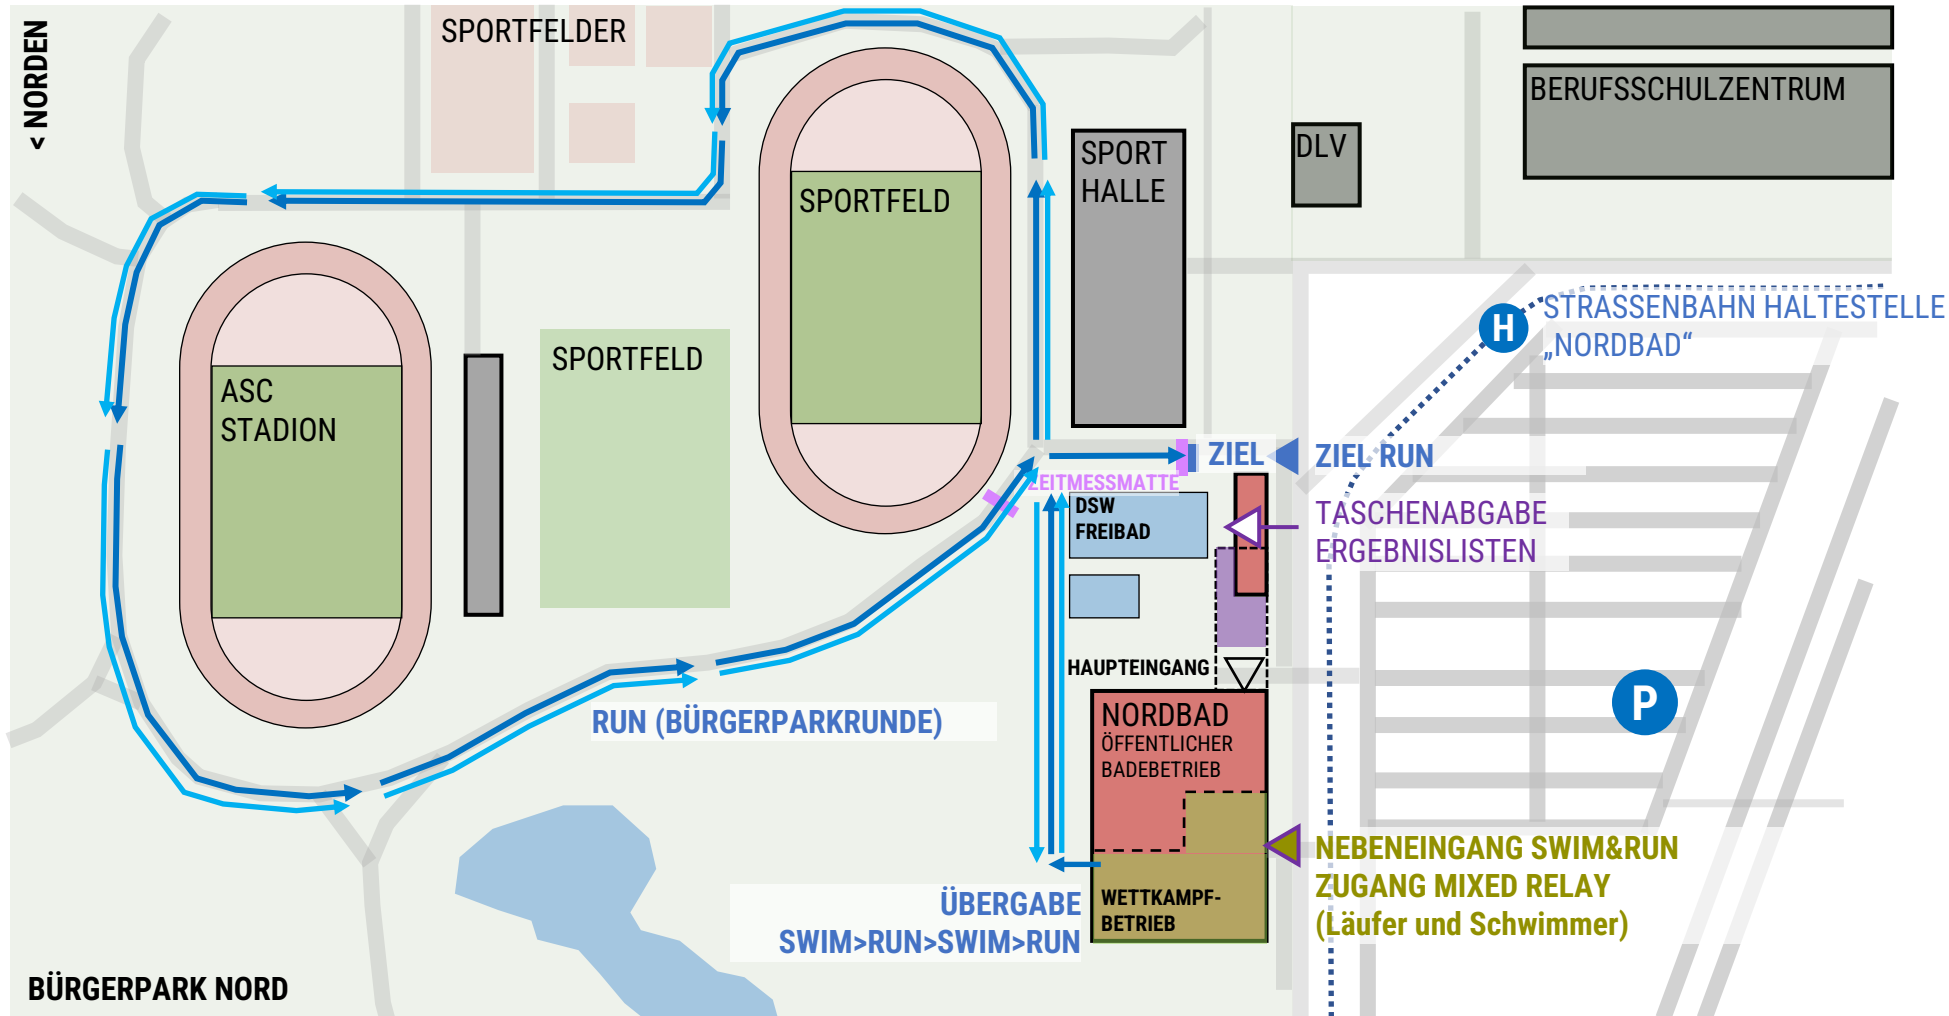 < NORDEN
SPORTFELDER
BERUFSSCHULZENTRUM
DLV
SPORT
HALLE
SPORTFELD
STRASSENBAHN HALTESTELLE
„NORDBAD“
H
SPORTFELD
ASC
STADION
ZIEL
ZIEL RUN
ZEITMESSMATTE
DSW
FREIBAD
TASCHENABGABE
ERGEBNISLISTEN
HAUPTEINGANG
P
RUN (BÜRGERPARKRUNDE)
NORDBAD
ÖFFENTLICHER
BADEBETRIEB
NEBENEINGANG SWIM&RUN
ZUGANG MIXED RELAY
(Läufer und Schwimmer)
WETTKAMPF-
BETRIEB
ÜBERGABE
SWIM>RUN>SWIM>RUN
BÜRGERPARK NORD